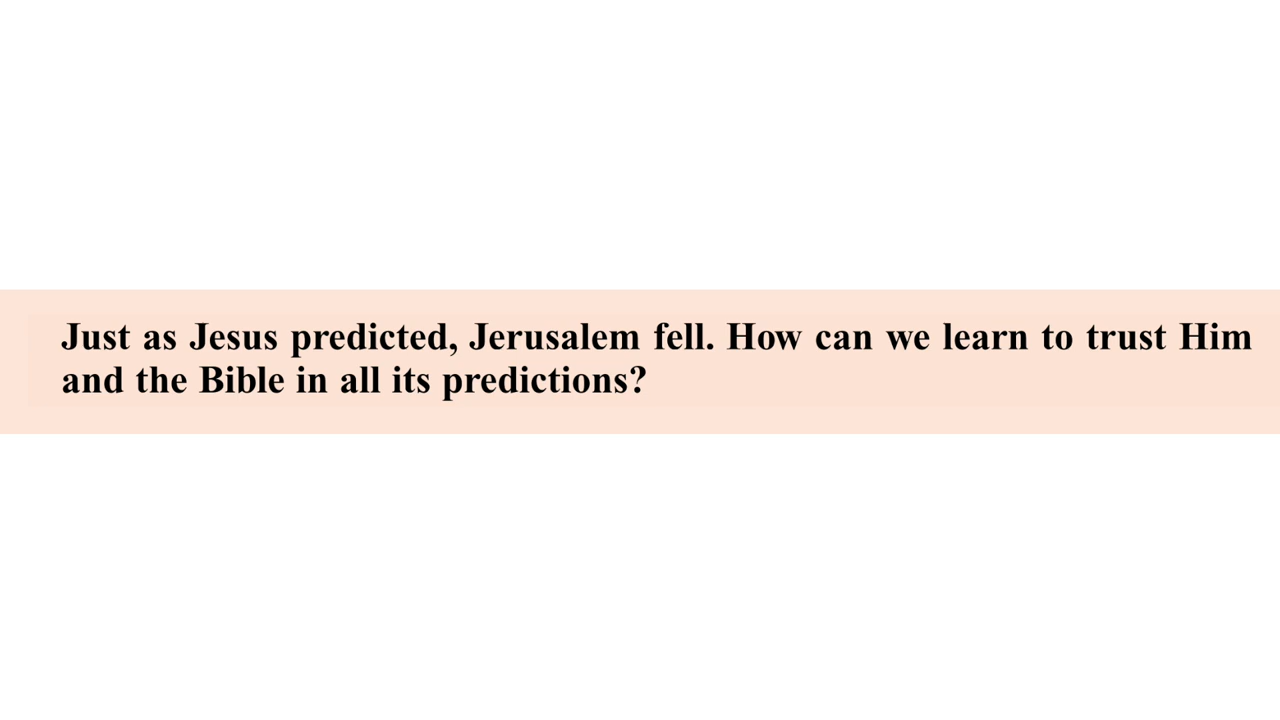 Just as Jesus predicted, Jerusalem fell. How can we learn to trust Him
and the Bible in all its predictions?